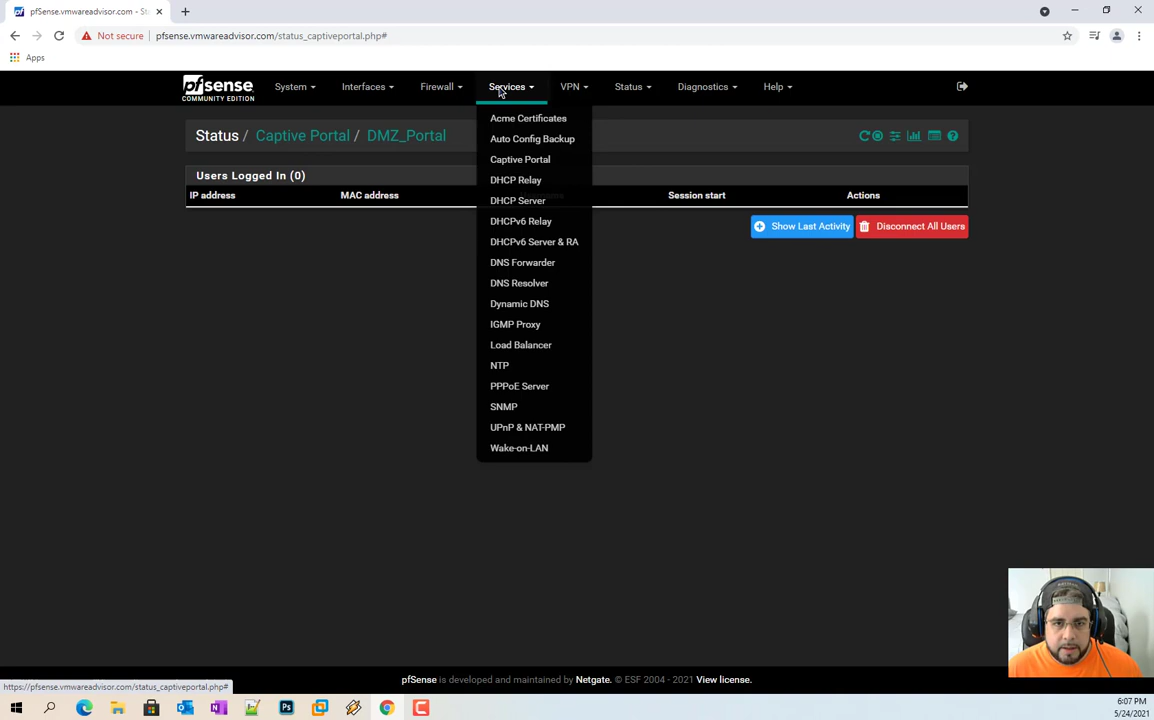 pfSense.vmwareadvisor.com - St
Not secure
pfsense.vmwareadvisor.com/status_captiveportal.php#
Apps
pfsense
COMMUNITY EDITION
System
Interfaces
Firewall
Services
VPN
Status
Diagnostics
Help
Status / Captive Portal / DMZ_Portal
Users Logged In (0)
IP address
MAC address
Session start
Actions
Show Last Activity
Disconnect All Users
Acme Certificates
Auto Config Backup
Captive Portal
DHCP Relay
DHCP Server
DHCPv6 Relay
DHCPv6 Server & RA
DNS Forwarder
DNS Resolver
Dynamic DNS
IGMP Proxy
Load Balancer
NTP
PPPoE Server
SNMP
UPnP & NAT-PMP
Wake-on-LAN
pfSense is developed and maintained by Netgate. © ESF 2004 - 2021 View license.
https://pfsense.vmwareadvisor.com/status_captiveportal.php#
6:07 PM
5/24/2021